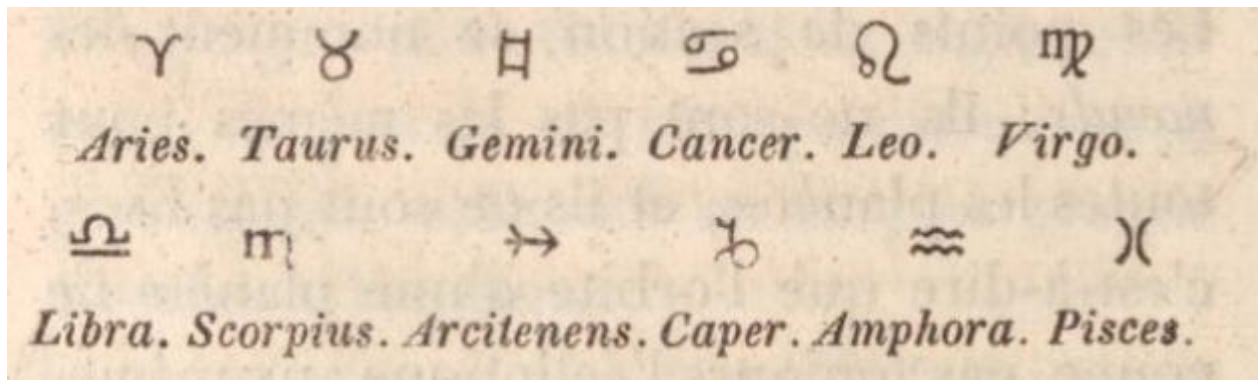 ♈ ♉ ♊ ♋ ♌ ♍
Aries. Taurus. Gemini. Cancer. Leo. Virgo.
♎ ♏ ♐ ♑ ♒ ♓
Libra. Scorpius. Arcitenens. Caper. Amphora. Pisces.